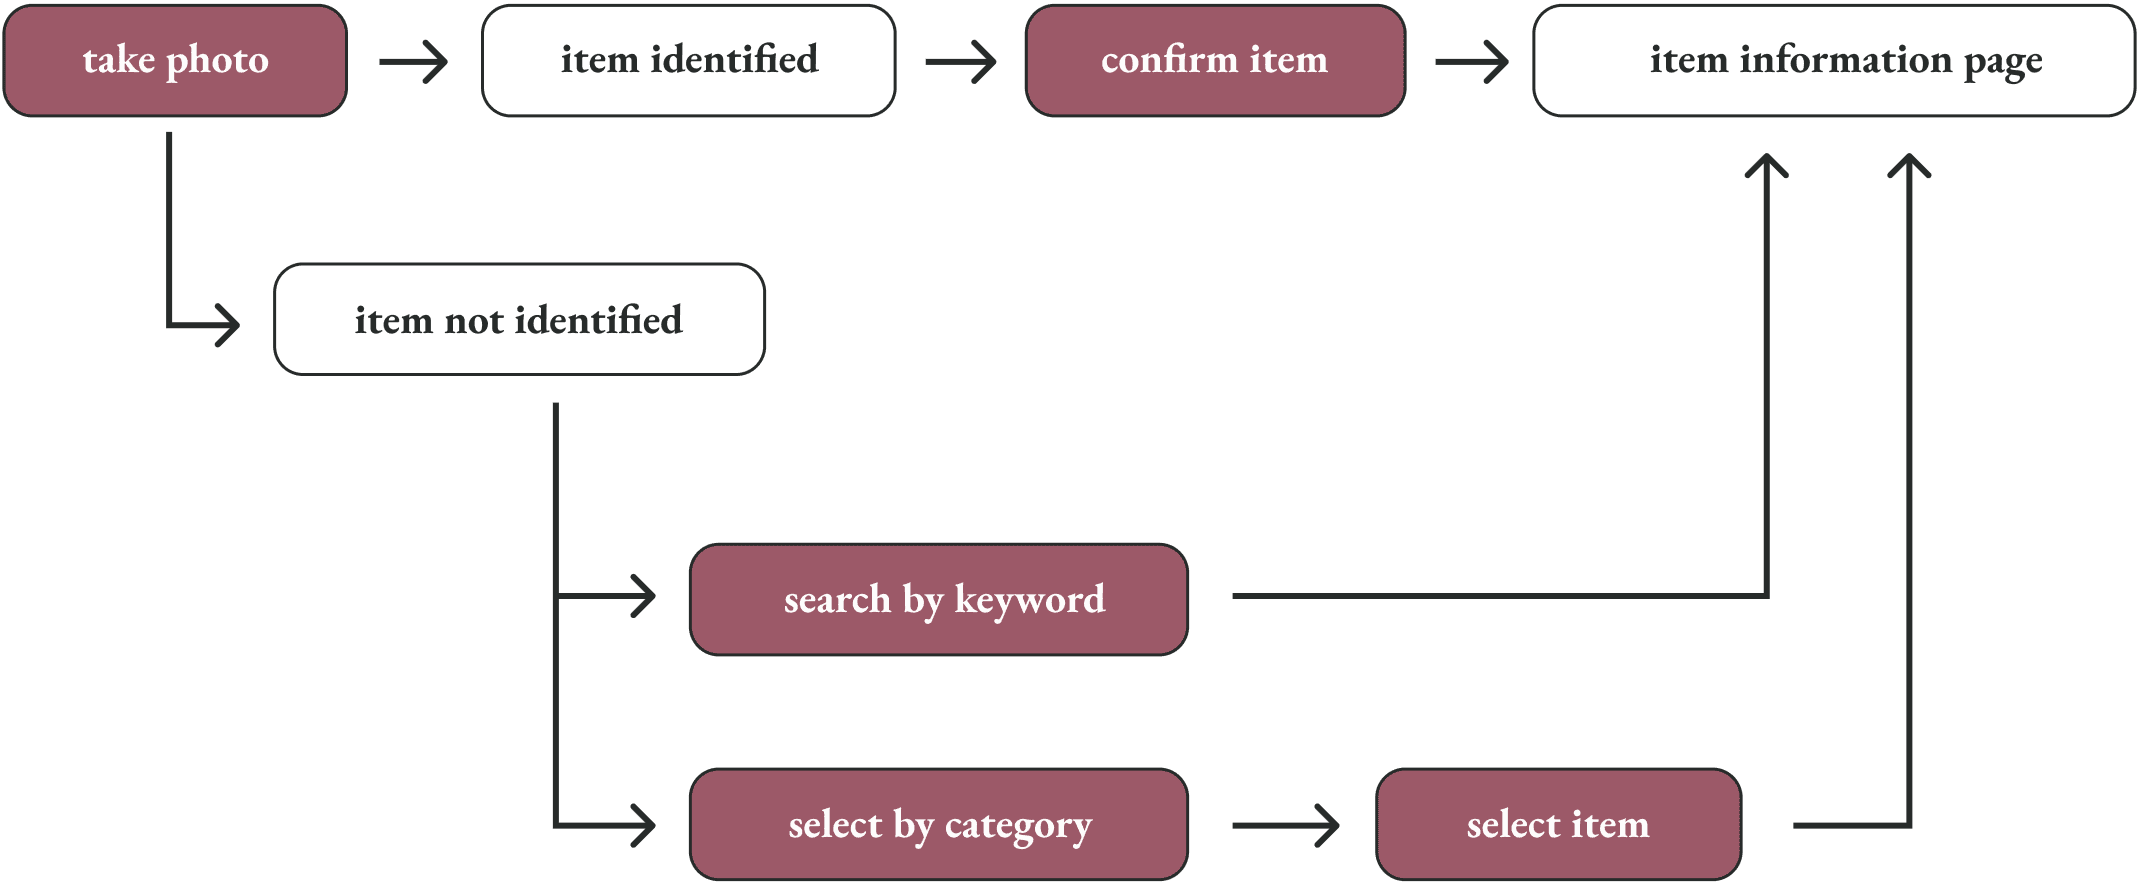 take photo
item identified
confirm item
item information page
item not identified
search by keyword
select by category
select item